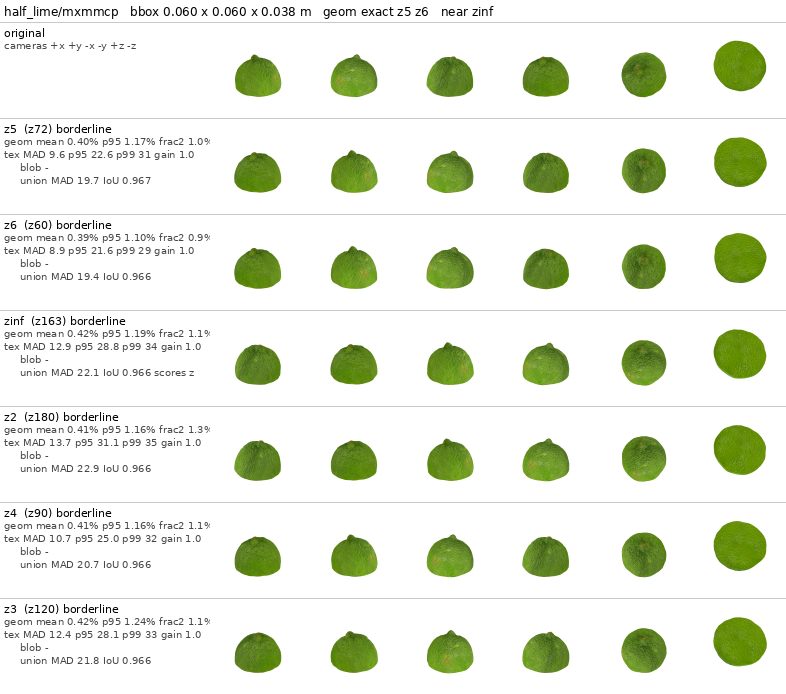 half_lime/mxmmcp   bbox 0.060 x 0.060 x 0.038 m   geom exact z5 z6   near zinf
original
cameras +x +y -x -y +z -z
z5  (z72) borderline
geom mean 0.40% p95 1.17% frac2 1.0%
tex MAD 9.6 p95 22.6 p99 31 gain 1.0
blob -
union MAD 19.7 IoU 0.967
z6  (z60) borderline
geom mean 0.39% p95 1.10% frac2 0.9%
tex MAD 8.9 p95 21.6 p99 29 gain 1.0
blob -
union MAD 19.4 IoU 0.966
zinf  (z163) borderline
geom mean 0.42% p95 1.19% frac2 1.1%
tex MAD 12.9 p95 28.8 p99 34 gain 1.0
blob -
union MAD 22.1 IoU 0.966 scores z
z2  (z180) borderline
geom mean 0.41% p95 1.16% frac2 1.3%
tex MAD 13.7 p95 31.1 p99 35 gain 1.0
blob -
union MAD 22.9 IoU 0.966
z4  (z90) borderline
geom mean 0.41% p95 1.16% frac2 1.1%
tex MAD 10.7 p95 25.0 p99 32 gain 1.0
blob -
union MAD 20.7 IoU 0.966
z3  (z120) borderline
geom mean 0.42% p95 1.24% frac2 1.1%
tex MAD 12.4 p95 28.1 p99 33 gain 1.0
blob -
union MAD 21.8 IoU 0.966